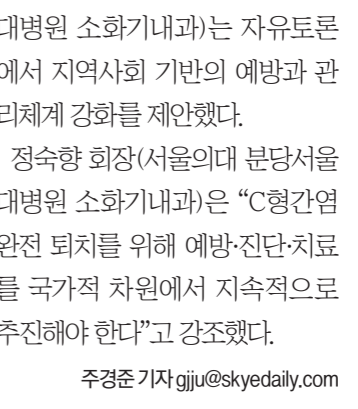 대병원 소화기내과)는 자유토론
에서 지역사회 기반의 예방과 관
리체계 강화를 제안했다.
정숙향 회장(서울의대 분당서울
대병원 소화기내과)은 “C형간염
완전 퇴치를 위해 예방·진단·치료
를 국가적 차원에서 지속적으로
추진해야 한다”고 강조했다.
주경준 기자 gjju@skyedaily.com